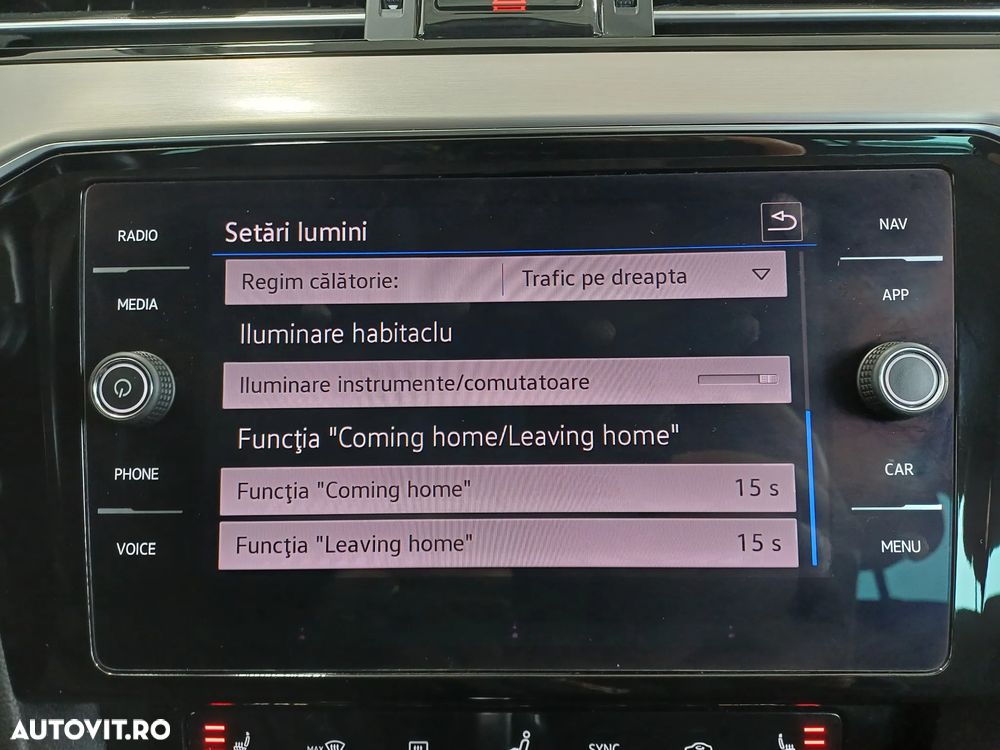 RADIO
MEDIA
PHONE
VOICE
Setări lumini
Regim călătorie: Trafic pe dreapta
Iluminare habitaclu
Iluminare instrumente/comutatoare
Funcţia "Coming home/Leaving home"
Funcţia "Coming home" 15 s
Funcţia "Leaving home" 15 s
NAV
APP
CAR
MENU
MAX
SYNC
AUTOVIT.RO